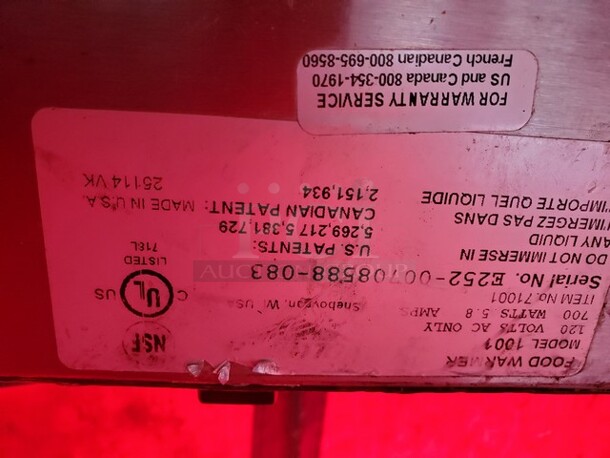 FOOD WARMER
MODEL 1001
120 VOLTS AC ONLY
700 WATTS 5.8 AMPS
ITEM No: 71001
Serial No. E252-00708588-083
DO NOT IMMERSE IN
ANY LIQUID
N'IMMERGEZ PAS DANS
N'IMPORTE QUEL LIQUIDE
NSF
C UL US
LISTED
716L
Sheboygan, WI US
U.S. PATENTS:
5,269,217 5,381,729
CANADIAN PATENT:
2,151,934
MADE IN U.S.A.
25114 VK
FOR WARRANTY SERVICE
US and Canada 800-354-1970
French Canadian 800-695-8560